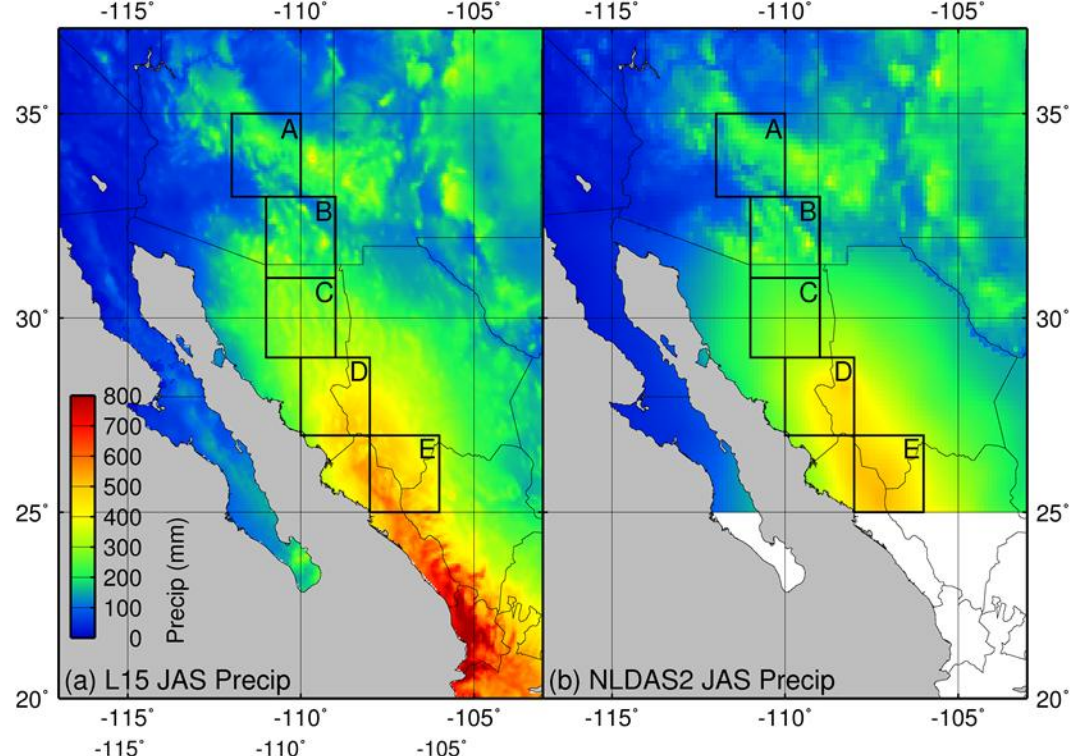 -115˚ -110˚ -105˚ -115˚ -110˚ -105˚
35˚ A A 35˚
B B
C C
30˚ 30˚
D D
800
700
600 E E
500
400
25˚ 25˚
300
200
100
0
Precip (mm)
(a) L15 JAS Precip (b) NLDAS2 JAS Precip
20˚ 20˚
-115˚ -110˚ -105˚ -115˚ -110˚ -105˚
-115˚ -110˚ -105˚